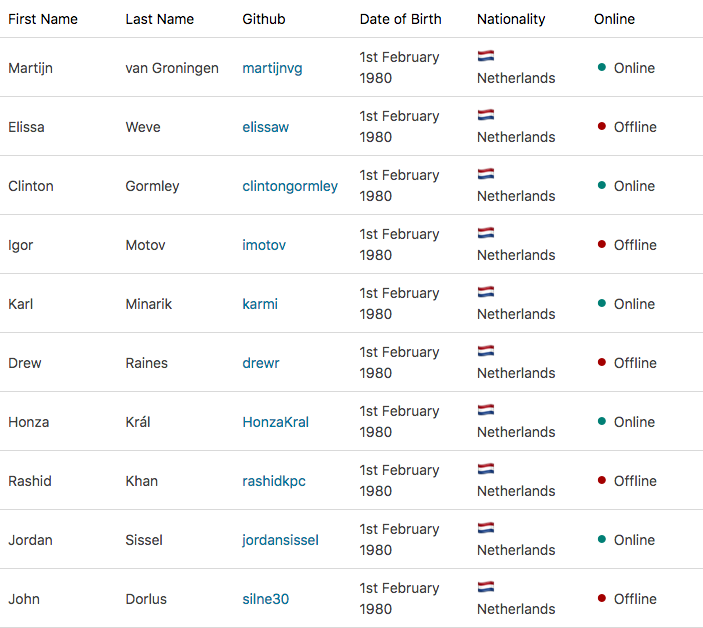 First Name Last Name Github Date of Birth Nationality Online
Martijn van Groningen martijnvg 1st February 1980 Netherlands Online
Elissa Weve elissaw 1st February 1980 Netherlands Offline
Clinton Gormley clintongormley 1st February 1980 Netherlands Online
Igor Motov imotov 1st February 1980 Netherlands Offline
Karl Minarik karmi 1st February 1980 Netherlands Online
Drew Raines drewr 1st February 1980 Netherlands Offline
Honza Král HonzaKral 1st February 1980 Netherlands Online
Rashid Khan rashidkpc 1st February 1980 Netherlands Offline
Jordan Sissel jordansissel 1st February 1980 Netherlands Online
John Dorlus silne30 1st February 1980 Netherlands Offline